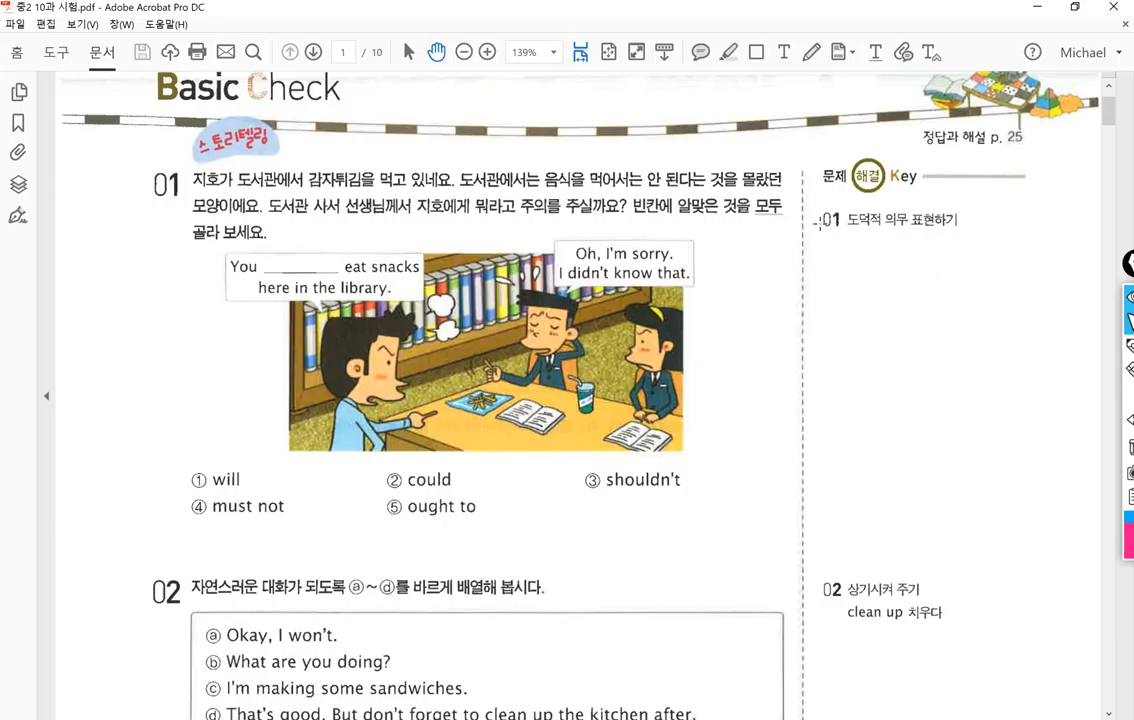 중2 10과 시험.pdf - Adobe Acrobat Pro DC
파일 편집 보기(V) 창(W) 도움말(H)
홈 도구 문서 1 / 10 139% Michael
Basic Check
스토리텔링
정답과 해설 p. 25
01 지호가 도서관에서 감자튀김을 먹고 있네요. 도서관에서는 음식을 먹어서는 안 된다는 것을 몰랐던
모양이에요. 도서관 사서 선생님께서 지호에게 뭐라고 주의를 주실까요? 빈칸에 알맞은 것을 모두
골라 보세요.
문제 해결 Key
01 도덕적 의무 표현하기
You ________ eat snacks
here in the library.
Oh, I'm sorry.
I didn't know that.
① will ② could ③ shouldn't
④ must not ⑤ ought to
02 자연스러운 대화가 되도록 ⓐ~ⓓ를 바르게 배열해 봅시다.
02 상기시켜 주기
clean up 치우다
ⓐ Okay, I won't.
ⓑ What are you doing?
ⓒ I'm making some sandwiches.
ⓓ That's good. But don't forget to clean up the kitchen after.